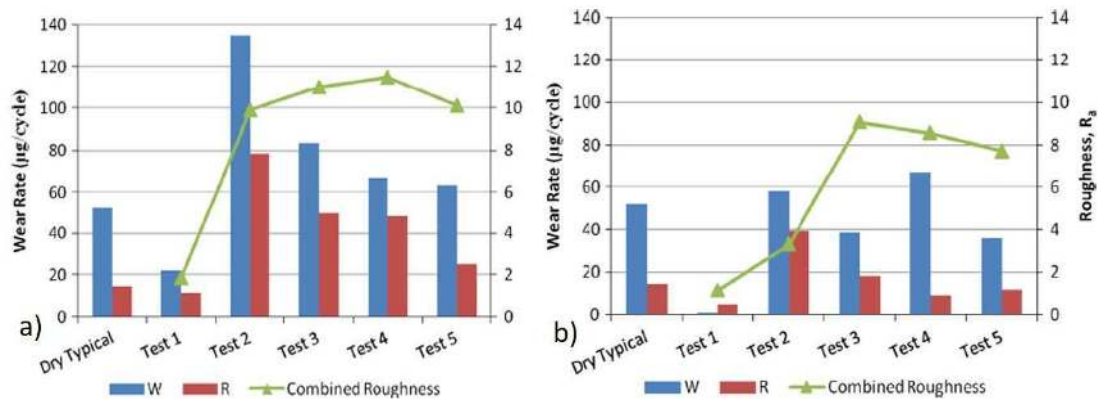 a)
Wear Rate (µg/cycle)
140
120
100
80
60
40
20
0
14
12
10
8
6
4
2
0
Dry Typical
Test 1
Test 2
Test 3
Test 4
Test 5
W
R
Combined Roughness
b)
Wear Rate (µg/cycle)
140
120
100
80
60
40
20
0
14
12
10
8
6
4
2
0
Roughness, Rₐ
Dry Typical
Test 1
Test 2
Test 3
Test 4
Test 5
W
R
Combined Roughness